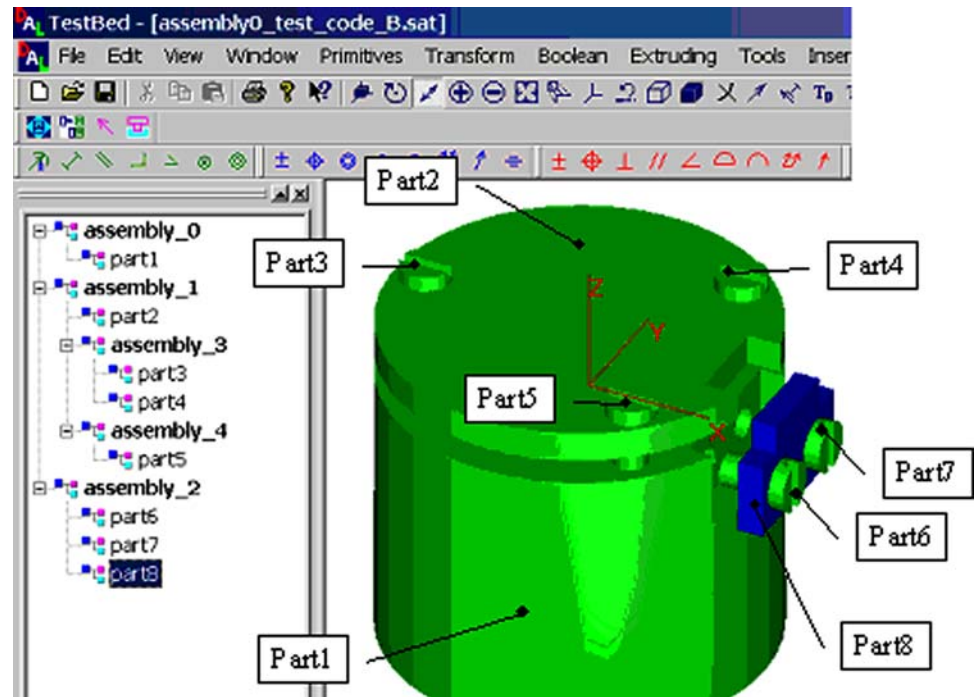 TestBed - [assembly0_test_code_B.sat]
File Edit View Window Primitives Transform Boolean Extruding Tools Inser
assembly_0
part1
assembly_1
part2
assembly_3
part3
part4
assembly_4
part5
assembly_2
part6
part7
part8
Part2
Part3
Part4
Z
Y
Part5
X
Part7
Part6
Part8
Part1